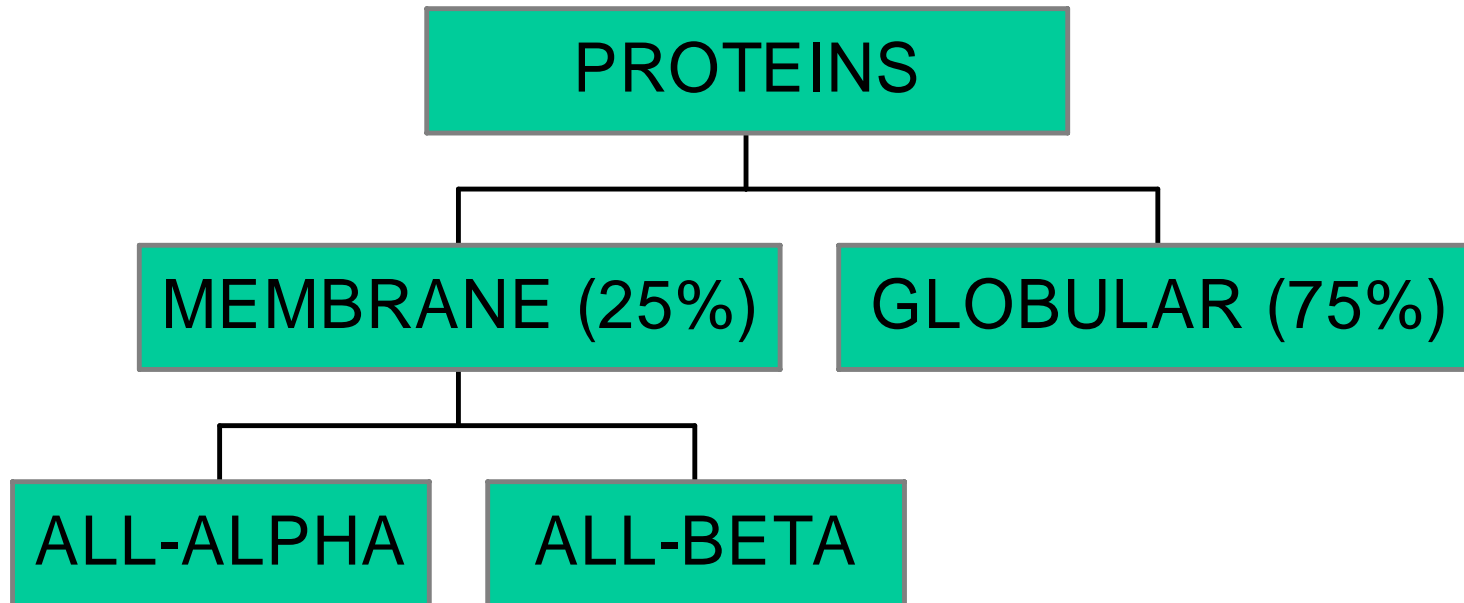 PROTEINS
MEMBRANE (25%)
GLOBULAR (75%)
ALL-ALPHA
ALL-BETA